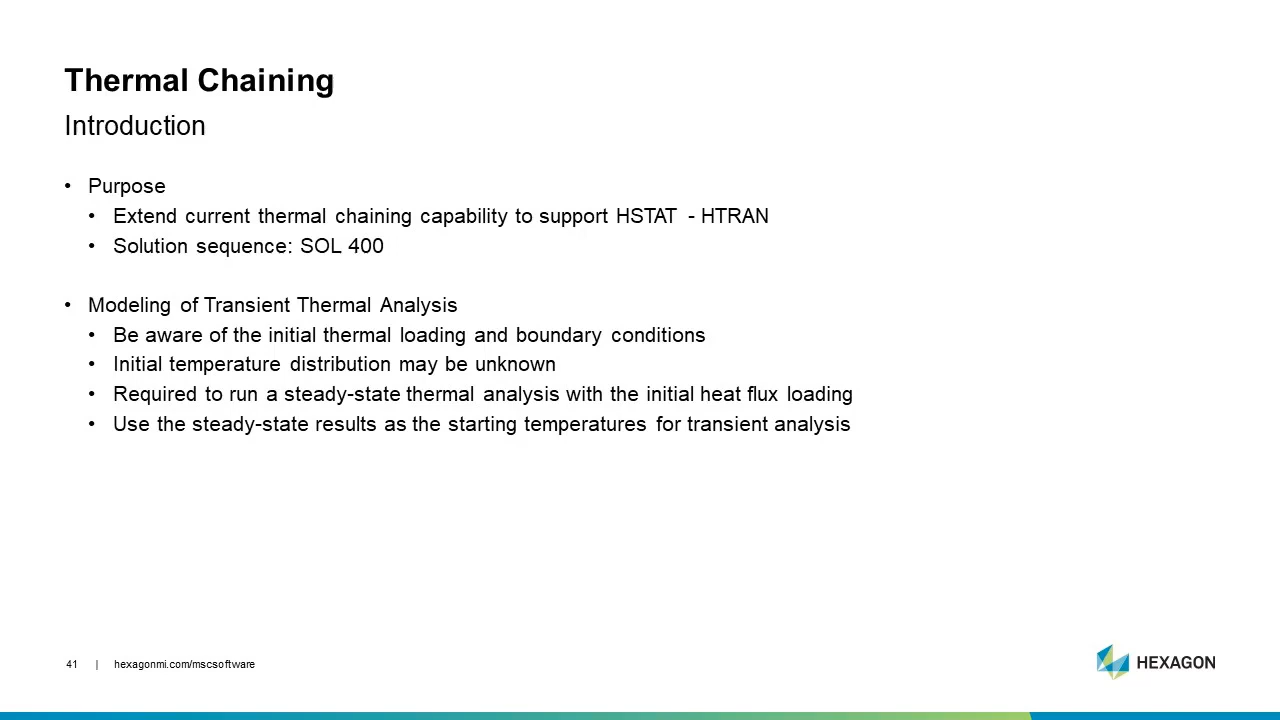 Thermal Chaining
Introduction
• Purpose
• Extend current thermal chaining capability to support HSTAT - HTRAN
• Solution sequence: SOL 400
• Modeling of Transient Thermal Analysis
• Be aware of the initial thermal loading and boundary conditions
• Initial temperature distribution may be unknown
• Required to run a steady-state thermal analysis with the initial heat flux loading
• Use the steady-state results as the starting temperatures for transient analysis
41 | hexagonmi.com/mscsoftware
HEXAGON